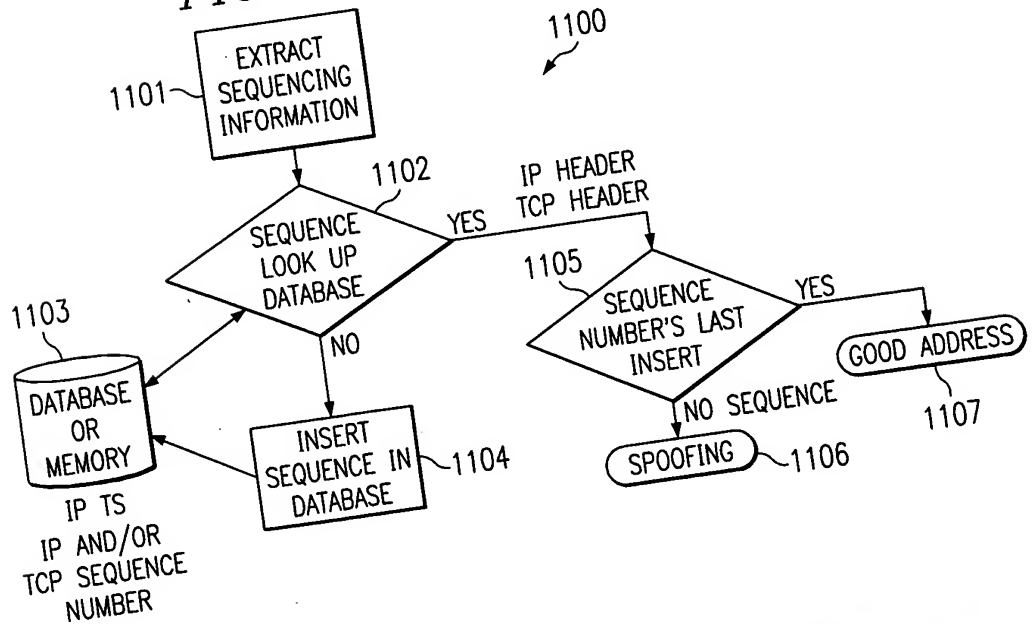 1100
EXTRACT
SEQUENCING
INFORMATION
1101
1102
IP HEADER
TCP HEADER
YES
SEQUENCE
LOOK UP
DATABASE
NO
1105
SEQUENCE
NUMBER'S LAST
INSERT
YES
GOOD ADDRESS
1107
NO SEQUENCE
SPOOFING
1106
1103
DATABASE
OR
MEMORY
IP TS
IP AND/OR
TCP SEQUENCE
NUMBER
INSERT
SEQUENCE IN
DATABASE
1104